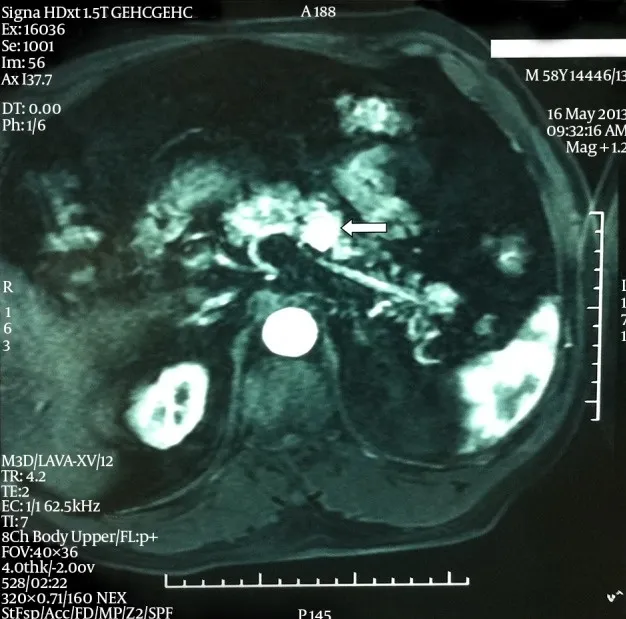 Signa HDxt 1.5T GEHCGEHC
Ex: 16036
Se: 1001
Im: 56
Ax I37.7
DT: 0.00
Ph: 1/6
A 188
M 58Y 14446/13
16 May 2013
09:32:16 AM
Mag + 1.2
R
1
6
3
L
1
7
1
M3D/LAVA-XV/12
TR: 4.2
TE:2
EC: 1/1 62.5kHz
TI: 7
8Ch Body Upper/FL:p+
FOV:40×36
4.0thk/-2.0ov
528/02:22
320×0.71/160 NEX
StFsp/Acc/FD/MP/Z2/SPF
P 145